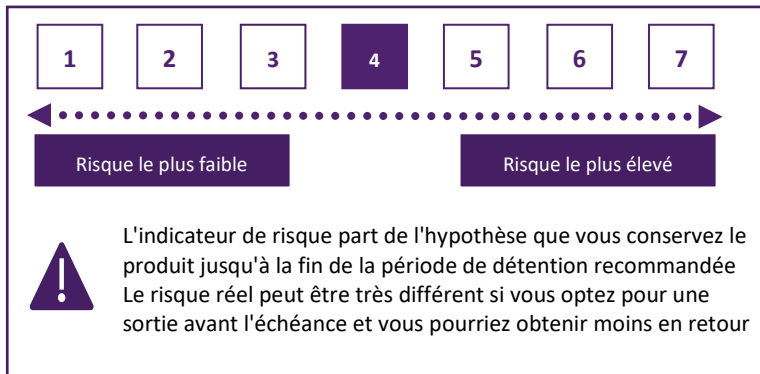 1 2 3 4 5 6 7
Risque le plus faible Risque le plus élevé
L'indicateur de risque part de l'hypothèse que vous conservez le
produit jusqu'à la fin de la période de détention recommandée
Le risque réel peut être très différent si vous optez pour une
sortie avant l'échéance et vous pourriez obtenir moins en retour